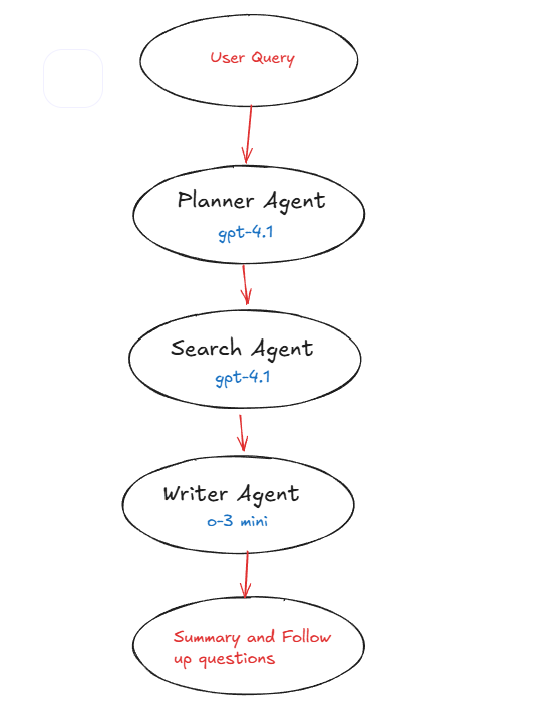 User Query
Planner Agent
gpt-4.1
Search Agent
gpt-4.1
Writer Agent
o-3 mini
Summary and Follow
up questions